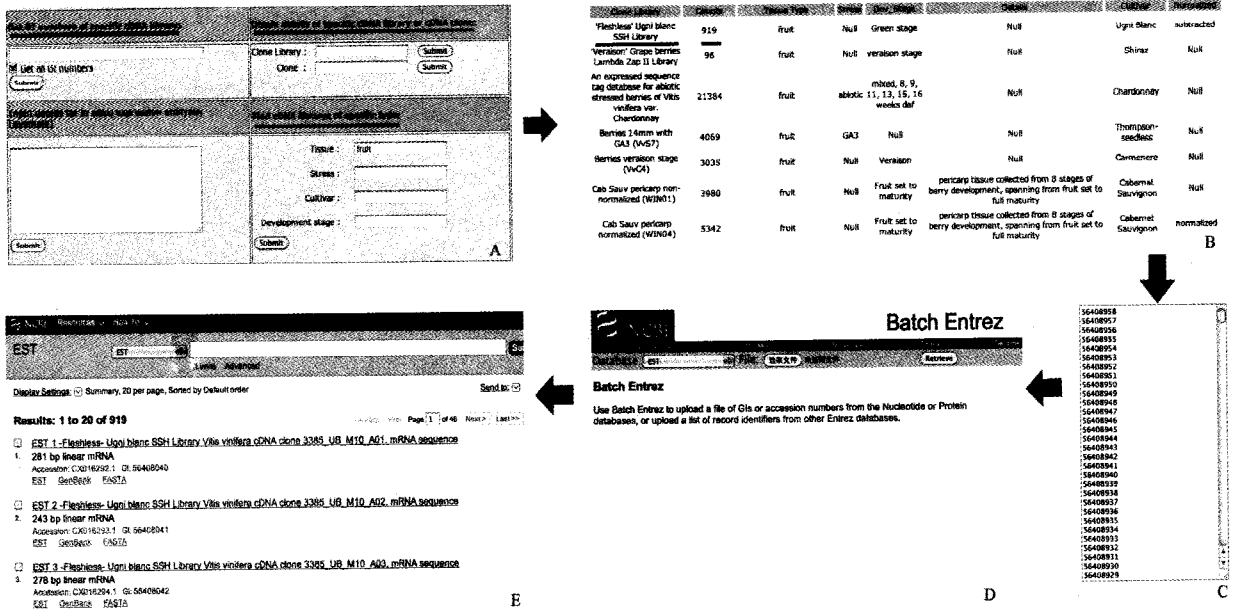 Get all GI numbers
Submit
Clone Library :
Submit
Clone :
Submit
Tissue :
fruit
Stress :
Cultivar :
Development stage :
Submit
Submit
A
Clone Library
Tissue Type
Details
Cultivar
normalized
'Fleshless' Ugni blanc SSH Library
919
fruit
Null
Green stage
Null
Ugni Blanc
subtracted
'Veraison' Grape berries Lambda Zap II Library
96
fruit
Null
veraison stage
Null
Shiraz
Null
An expressed sequence tag database for abiotic stressed berries of Vitis vinifera var. Chardonnay
21384
fruit
abiotic
mixed, 8, 9, 11, 13, 15, 16 weeks daf
Null
Chardonnay
Null
Berries 14mm with GA3 (VvS7)
4069
fruit
GA3
Null
Null
Thompson-seedless
Null
Berries veraison stage (VvC4)
3035
fruit
Null
Veraison
Null
Carmenere
Null
Cab Sauv pericarp non-normalized (WIN01)
3980
fruit
Null
Fruit set to maturity
pericarp tissue collected from 8 stages of berry development, spanning from fruit set to full maturity
Cabernet Sauvignon
Null
Cab Sauv pericarp normalized (WIN04)
5342
fruit
Null
Fruit set to maturity
pericarp tissue collected from 8 stages of berry development, spanning from fruit set to full maturity
Cabernet Sauvignon
normalized
B
56408958
56408957
56408956
56408955
56408954
56408953
56408952
56408951
56408950
56408949
56408948
56408947
56408946
56408945
56408944
56408943
56408942
56408941
56408940
56408939
56408938
56408937
56408936
56408935
56408934
56408933
56408932
56408931
56408930
56408929
C
NCBI
Batch Entrez
Database
EST
File
Retrieve
Batch Entrez
Use Batch Entrez to upload a file of GIs or accession numbers from the Nucleotide or Protein
databases, or upload a list of record identifiers from other Entrez databases.
D
NCBI Resources How To
EST
EST
Limits Advanced
Display Settings: Summary, 20 per page, Sorted by Default order
Send to:
Results: 1 to 20 of 919
Page 1 of 46 Next > Last >>
EST 1 -Fleshless- Ugni blanc SSH Library Vitis vinifera cDNA clone 3385_UB_M10_A01, mRNA sequence
1. 281 bp linear mRNA
Accession: CX016292.1 GI: 56408040
EST GenBank FASTA
EST 2 -Fleshless- Ugni blanc SSH Library Vitis vinifera cDNA clone 3385_UB_M10_A02, mRNA sequence
2. 243 bp linear mRNA
Accession: CX016293.1 GI: 56408041
EST GenBank FASTA
EST 3 -Fleshless- Ugni blanc SSH Library Vitis vinifera cDNA clone 3385_UB_M10_A03, mRNA sequence
3. 278 bp linear mRNA
Accession: CX016294.1 GI: 56408042
EST GenBank FASTA
E